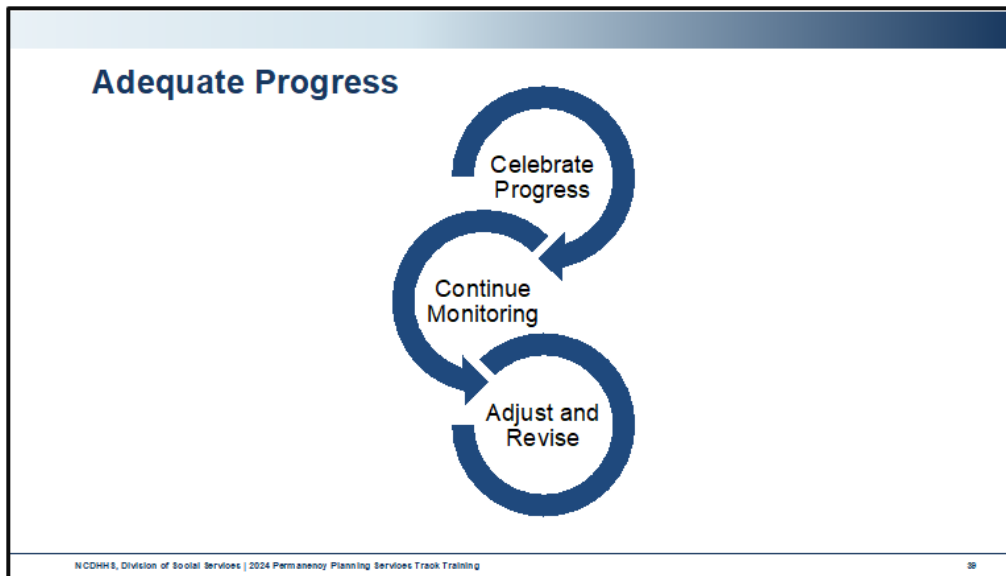 Adequate Progress
Celebrate
Progress
Continue
Monitoring
Adjust and
Revise
NCDHHS, Division of Social Services | 2024 Permanency Planning Services Track Training
39